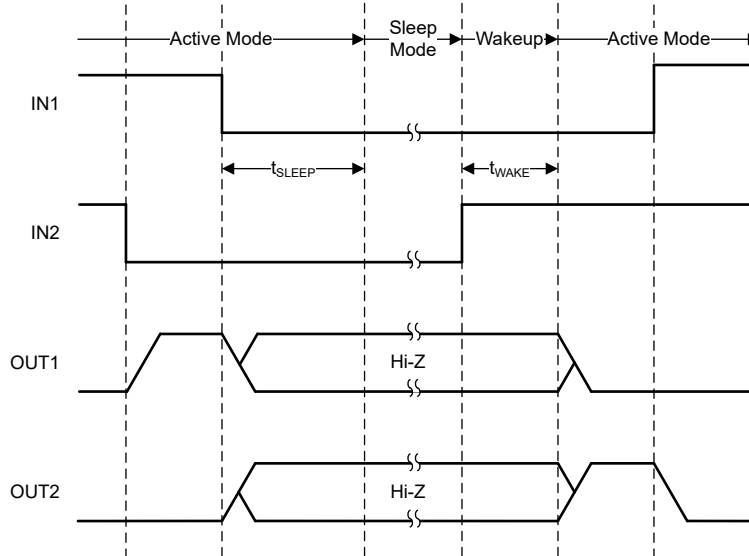 Active Mode
Sleep
Mode
Wakeup
Active Mode
IN1
tSLEEP
tWAKE
IN2
OUT1
Hi-Z
OUT2
Hi-Z